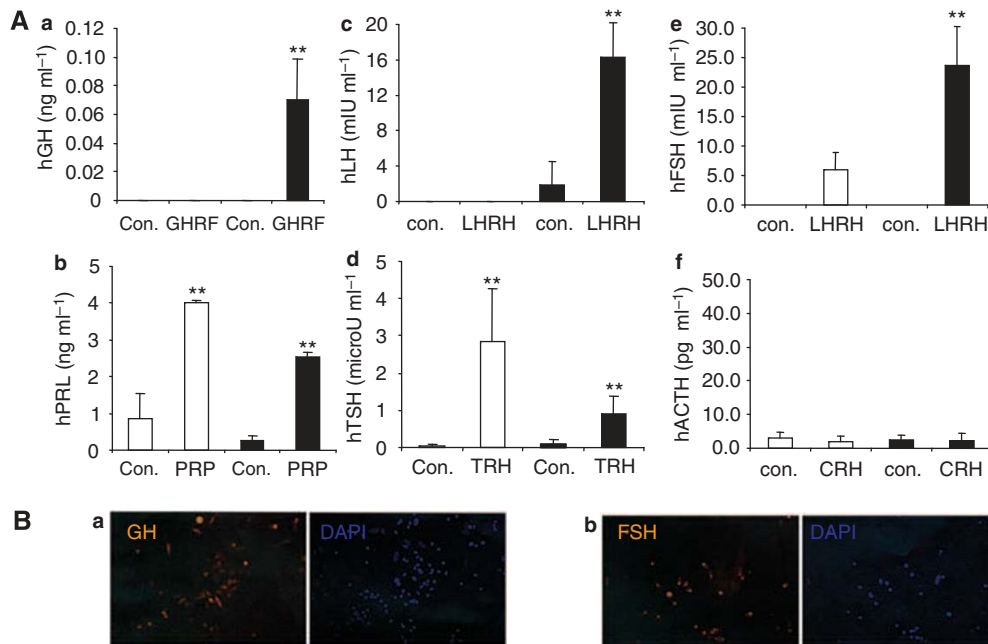 A
a
hGH (ng ml⁻¹)
0.12
0.10
0.08
0.06
0.04
0.02
0
**
Con. GHRF Con. GHRF
c
hLH (mIU ml⁻¹)
20
16
12
8
4
0
**
con. LHRH con. LHRH
e
hFSH (mIU ml⁻¹)
30.0
25.0
20.0
15.0
10.0
5.0
0.0
**
con. LHRH con. LHRH
b
hPRL (ng ml⁻¹)
5
4
3
2
1
0
**
**
Con. PRP Con. PRP
d
hTSH (microU ml⁻¹)
5
4
3
2
1
0
**
**
Con. TRH Con. TRH
f
hACTH (pg ml⁻¹)
50.0
40.0
30.0
20.0
10.0
0.0
con. CRH con. CRH
B
a
GH
DAPI
b
FSH
DAPI